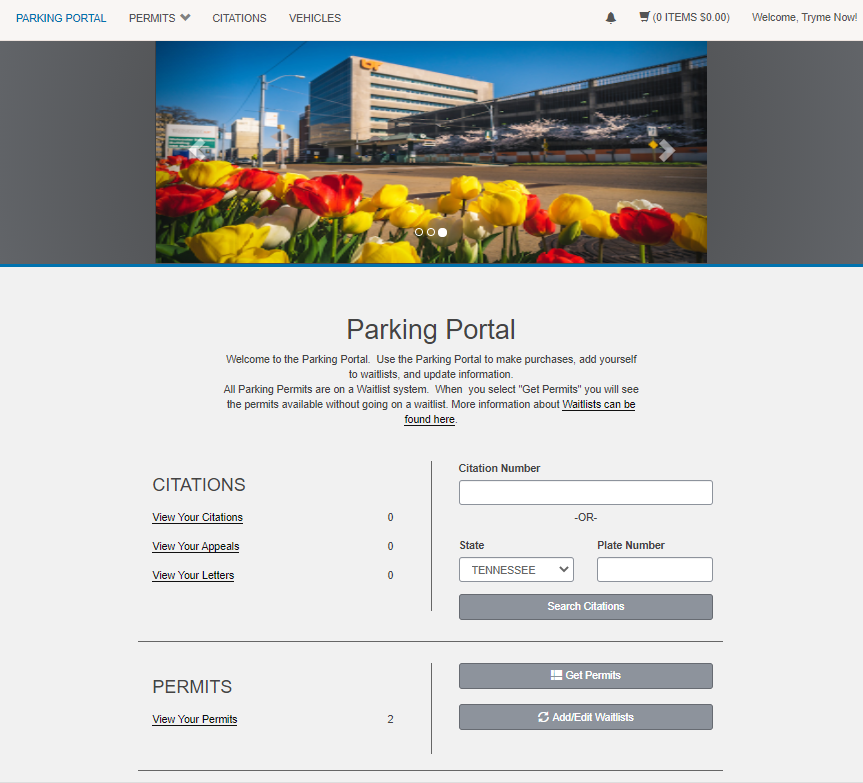 PARKING PORTAL PERMITS CITATIONS VEHICLES (0 ITEMS $0.00) Welcome, Tryme Now!
Parking Portal
Welcome to the Parking Portal. Use the Parking Portal to make purchases, add yourself
to waitlists, and update information.
All Parking Permits are on a Waitlist system. When you select "Get Permits" you will see
the permits available without going on a waitlist. More information about Waitlists can be
found here.
CITATIONS
View Your Citations 0
View Your Appeals 0
View Your Letters 0
Citation Number
-OR-
State Plate Number
TENNESSEE
Search Citations
PERMITS
View Your Permits 2
Get Permits
Add/Edit Waitlists